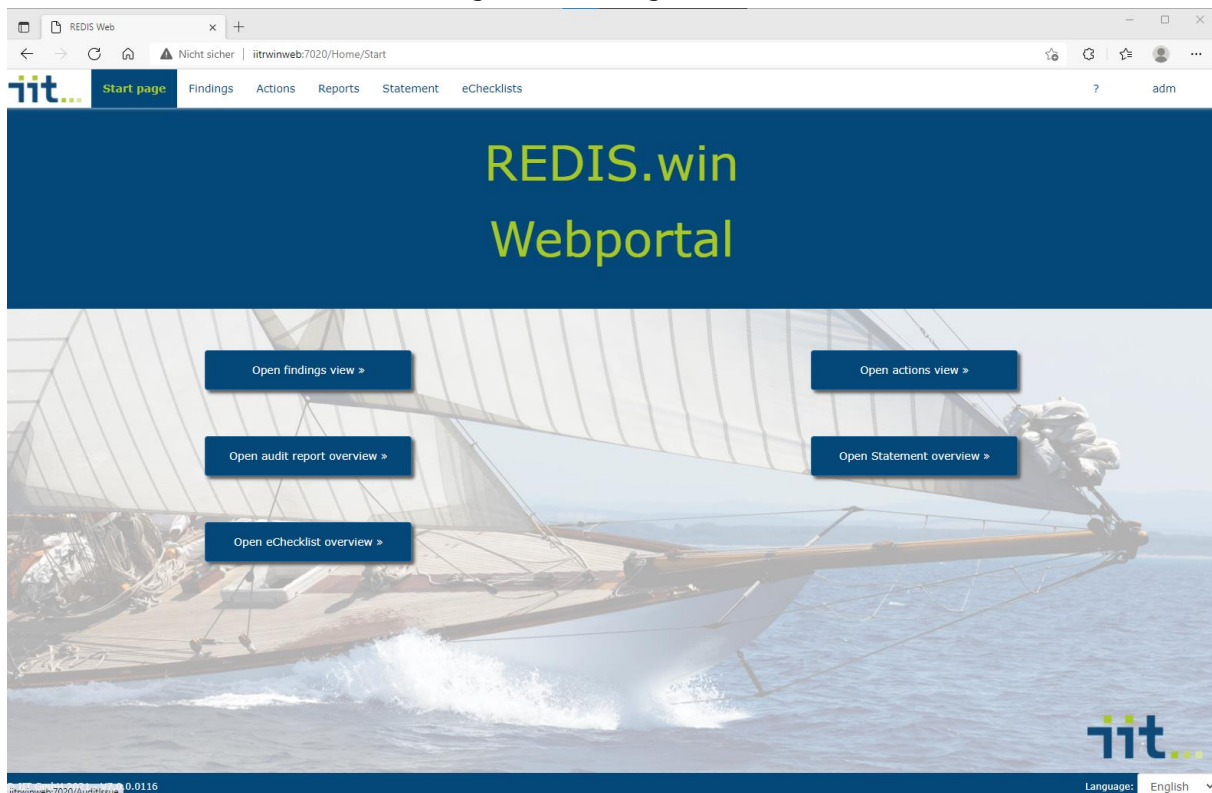 REDIS Web
Nicht sicher | iitrwinweb:7020/Home/Start
iit...
Start page Findings Actions Reports Statement eChecklists ? adm
REDIS.win
Webportal
Open findings view »
Open actions view »
Open audit report overview »
Open Statement overview »
Open eChecklist overview »
iit...
0.0116
Language: English